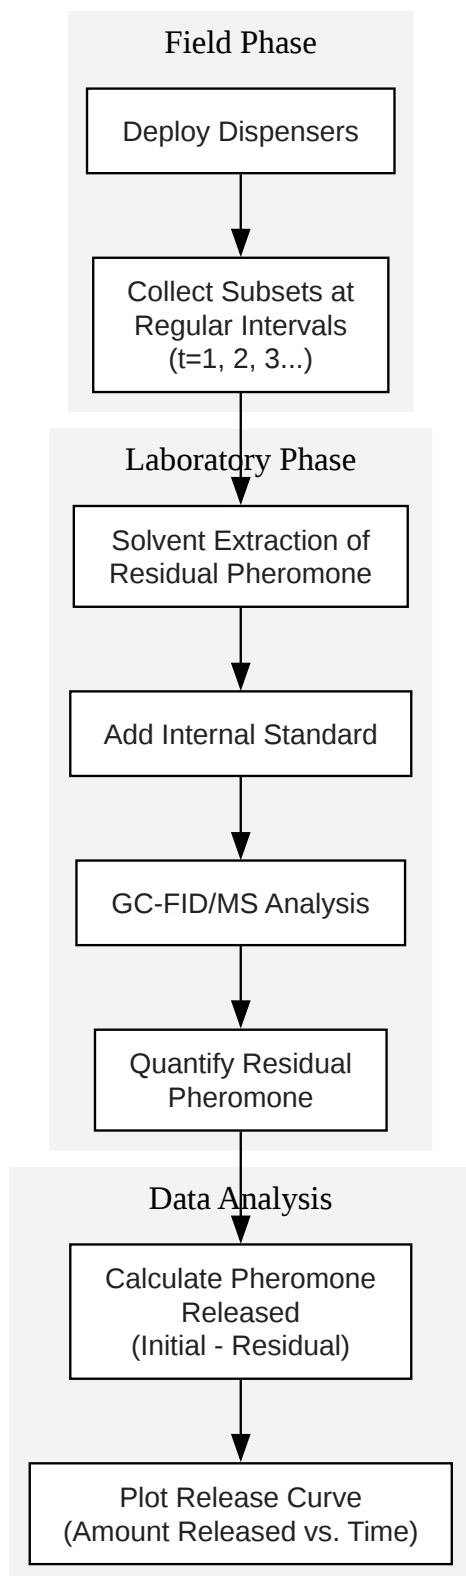 Field Phase
Deploy Dispensers
Collect Subsets at
Regular Intervals
(t=1, 2, 3...)
Laboratory Phase
Solvent Extraction of
Residual Pheromone
Add Internal Standard
GC-FID/MS Analysis
Quantify Residual
Pheromone
Data Analysis
Calculate Pheromone
Released
(Initial - Residual)
Plot Release Curve
(Amount Released vs. Time)